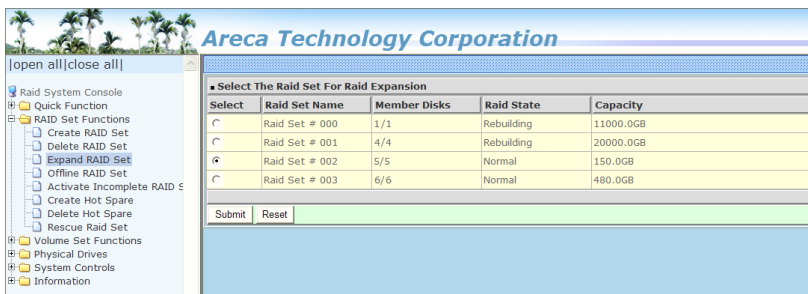 Areca Technology Corporation
|open all|close all|
Raid System Console
Quick Function
RAID Set Functions
Create RAID Set
Delete RAID Set
Expand RAID Set
Offline RAID Set
Activate Incomplete RAID S
Create Hot Spare
Delete Hot Spare
Rescue Raid Set
Volume Set Functions
Physical Drives
System Controls
Information
Select The Raid Set For Raid Expansion
Select Raid Set Name Member Disks Raid State Capacity
Raid Set # 000 1/1 Rebuilding 11000.0GB
Raid Set # 001 4/4 Rebuilding 20000.0GB
Raid Set # 002 5/5 Normal 150.0GB
Raid Set # 003 6/6 Normal 480.0GB
Submit Reset